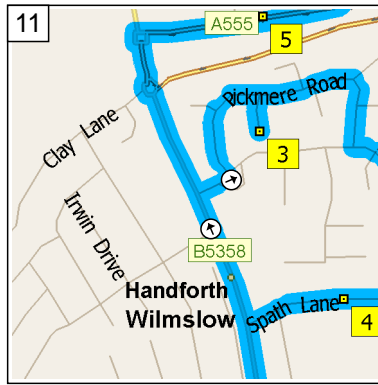 11
A555
5
Pickmere Road
Clay Lane
3
Irwin Drive
B5358
Handforth
Wilmslow
Spath Lane
4